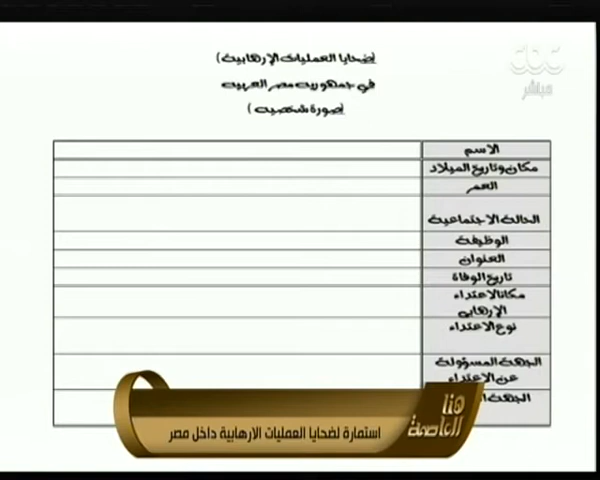 cbc
مباشر
(ضحايا العمليات الإرهابية)
في جمهورية مصر العربية
(صورة شخصية)
الاسم
مكان وتاريخ الميلاد
العمر
الحالة الاجتماعية
الوظيفة
العنوان
تاريخ الوفاة
مكان الاعتداء
الإرهابي
نوع الاعتداء
الجهة المسؤولة
عن الاعتداء
الجهة
هنا
العاصمة
استمارة لضحايا العمليات الارهابية داخل مصر